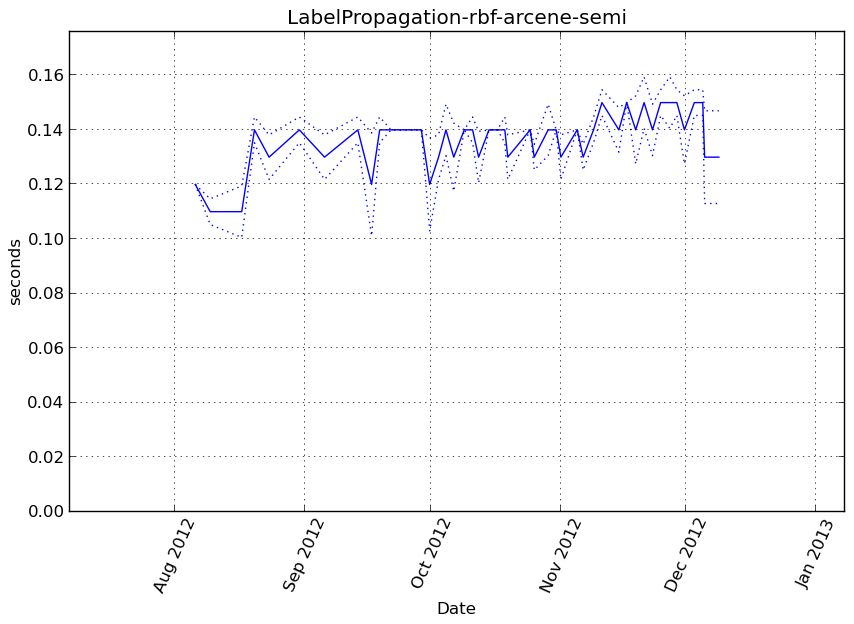 LabelPropagation-rbf-arcene-semi
0.16
0.14
0.12
0.10
0.08
0.06
0.04
0.02
0.00
seconds
Aug 2012
Sep 2012
Oct 2012
Nov 2012
Dec 2012
Jan 2013
Date